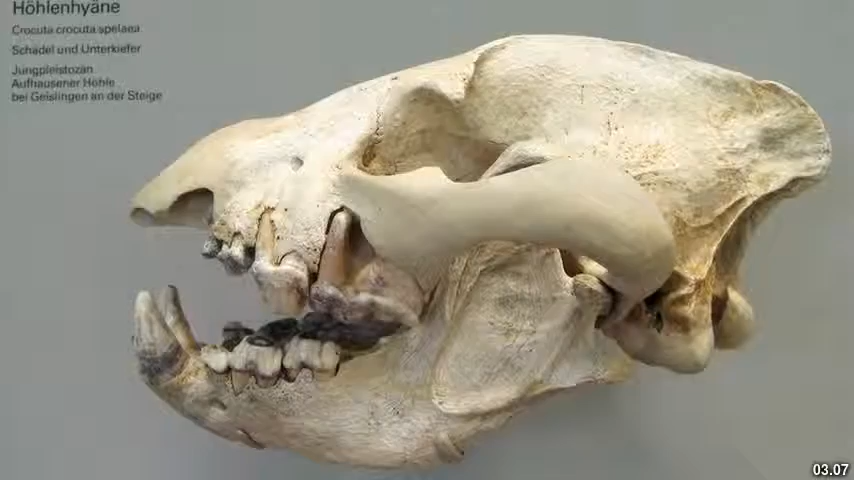 Höhlenhyäne
Crocuta crocuta spelaea
Schädel und Unterkiefer
Jungpleistozän
Aufhausener Höhle
bei Geislingen an der Steige
03.07